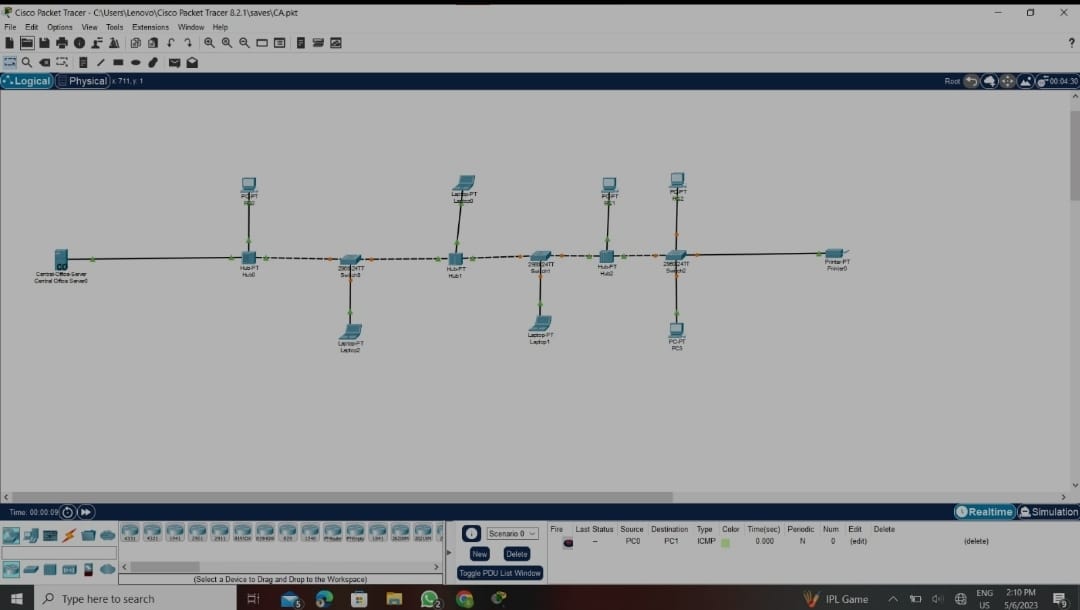 Cisco Packet Tracer - C:\Users\Lenovo\Cisco Packet Tracer 8.2.1\saves\CA.pkt
File Edit Options View Tools Extensions Window Help
?
Logical Physical x: 711, y: 1
Root 00:04:30
PC-PT
Laptop-PT
Laptop0
PC-PT
PC1
PC-PT
PC2
Central-Office-Server
Central Office Server0
Hub-PT
Hub0
2960-24TT
Hub-PT
Hub1
2960-24TT
Switch1
Hub-PT
Hub2
2960-24TT
Switch2
Printer-PT
Printer0
Laptop-PT
Laptop2
Laptop-PT
Laptop1
PC-PT
PC3
Time: 00:00:09
Realtime Simulation
4331 4321 1941 2901 2911 819IOX 819HGW 829 1240 PT-Router PT-Empty 1841 2620XM 2621XM
(Select a Device to Drag and Drop to the Workspace)
Scenario 0
New Delete
Toggle PDU List Window
Fire Last Status Source Destination Type Color Time(sec) Periodic Num Edit Delete
-- PC0 PC1 ICMP 0.000 N 0 (edit) (delete)
Type here to search
5
2
IPL Game
ENG
US
2:10 PM
5/6/2023
9